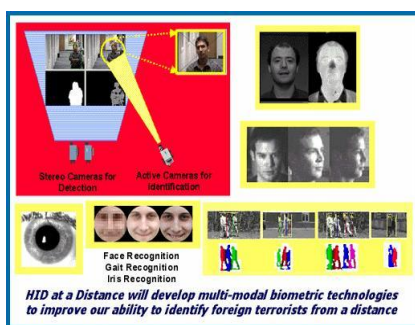 Stereo Cameras for
Detection
Active Cameras for
Identification
Face Recognition
Gait Recognition
Iris Recognition
HID at a Distance will develop multi-modal biometric technologies
to improve our ability to identify foreign terrorists from a distance